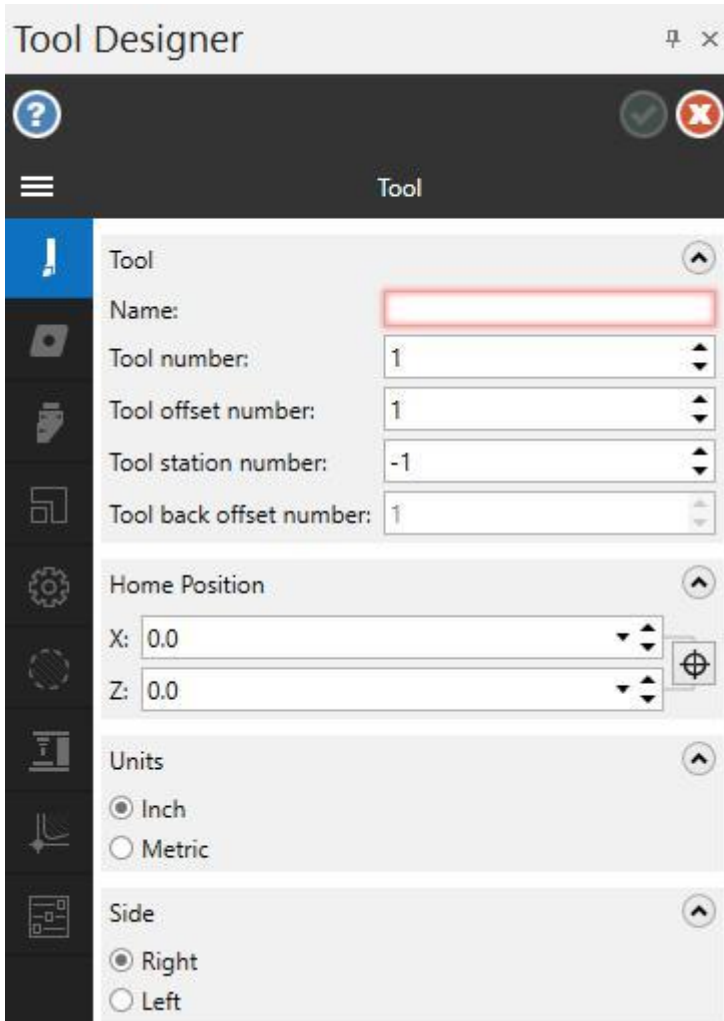 Tool Designer
Tool
Tool
Name:
Tool number: 1
Tool offset number: 1
Tool station number: -1
Tool back offset number: 1
Home Position
X: 0.0
Z: 0.0
Units
Inch
Metric
Side
Right
Left